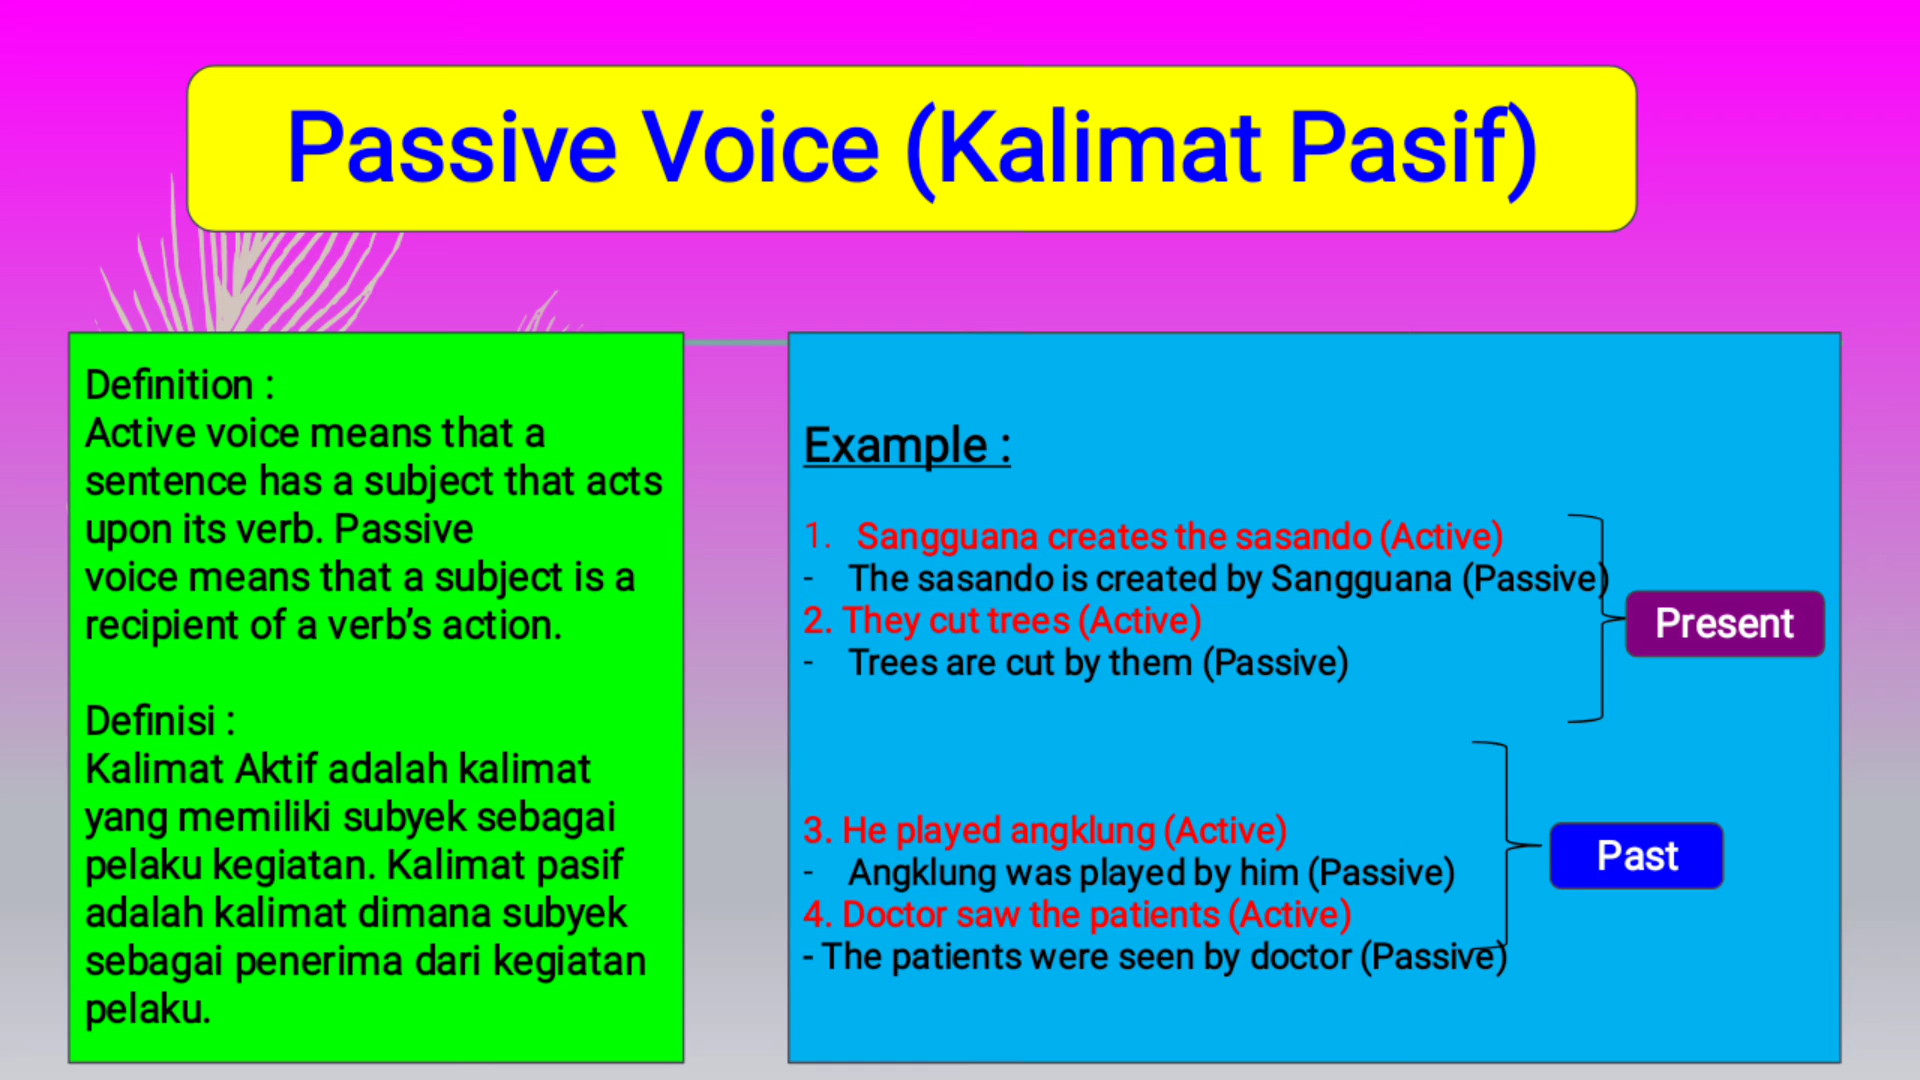 Passive Voice (Kalimat Pasif)
Definition :
Active voice means that a
sentence has a subject that acts
upon its verb. Passive
voice means that a subject is a
recipient of a verb’s action.
Definisi :
Kalimat Aktif adalah kalimat
yang memiliki subyek sebagai
pelaku kegiatan. Kalimat pasif
adalah kalimat dimana subyek
sebagai penerima dari kegiatan
pelaku.
Example :
1. Sangguana creates the sasando (Active)
- The sasando is created by Sangguana (Passive)
2. They cut trees (Active)
- Trees are cut by them (Passive)
Present
3. He played angklung (Active)
- Angklung was played by him (Passive)
4. Doctor saw the patients (Active)
- The patients were seen by doctor (Passive)
Past